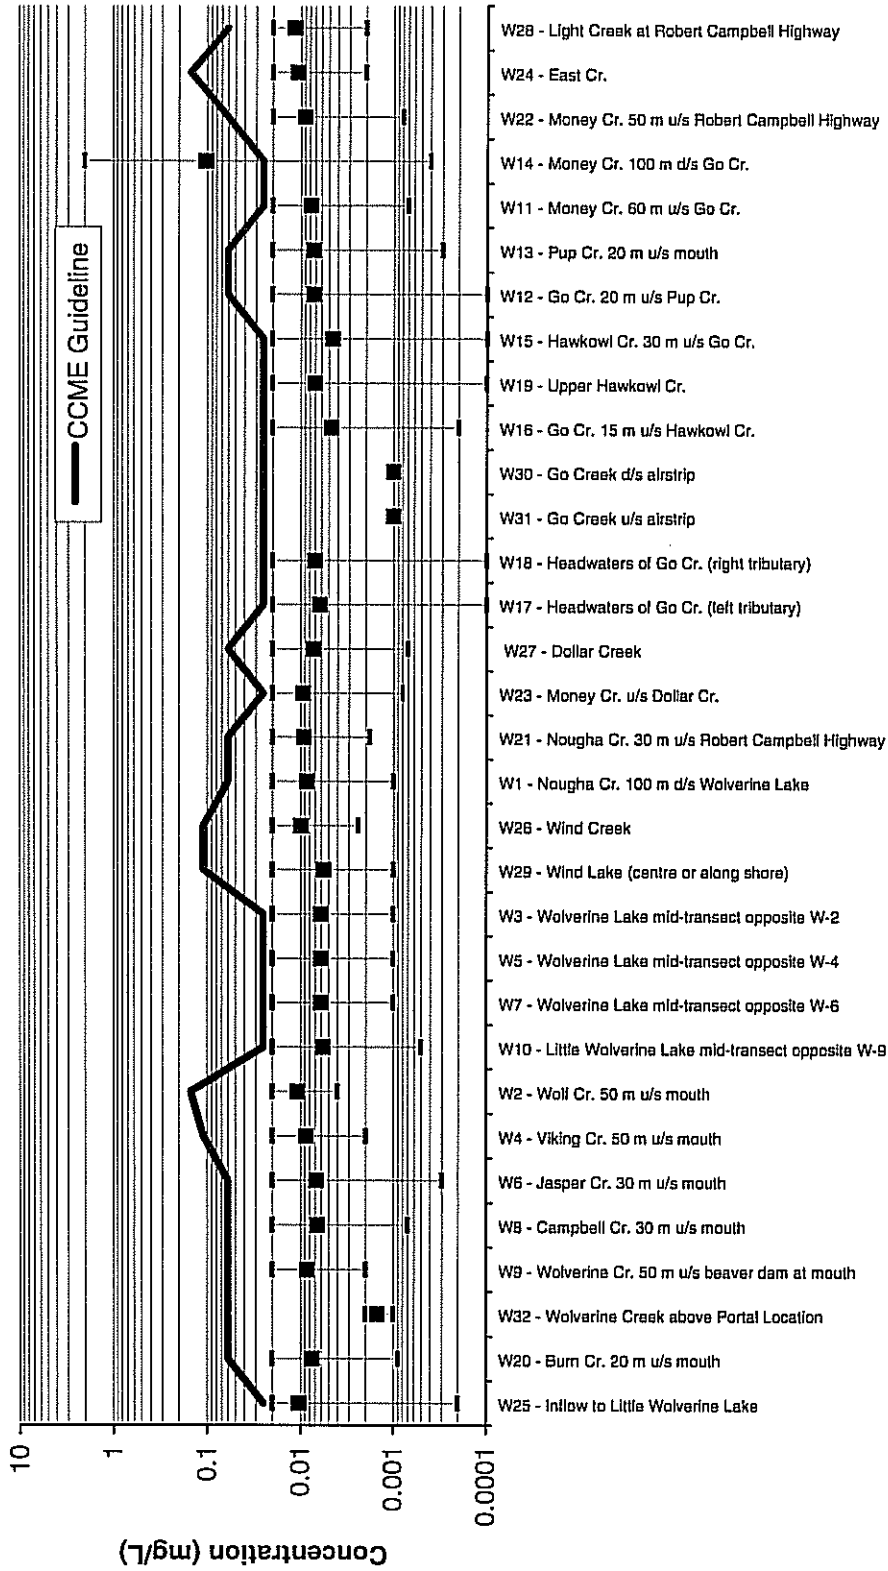 CCME Guideline
Concentration (mg/L)
10
1
0.1
0.01
0.001
0.0001
W28 - Light Creek at Robert Campbell Highway
W24 - East Cr.
W22 - Money Cr. 50 m u/s Robert Campbell Highway
W14 - Money Cr. 100 m d/s Go Cr.
W11 - Money Cr. 60 m u/s Go Cr.
W13 - Pup Cr. 20 m u/s mouth
W12 - Go Cr. 20 m u/s Pup Cr.
W15 - Hawkowl Cr. 30 m u/s Go Cr.
W19 - Upper Hawkowl Cr.
W16 - Go Cr. 15 m u/s Hawkowl Cr.
W30 - Go Creek d/s airstrip
W31 - Go Creek u/s airstrip
W18 - Headwaters of Go Cr. (right tributary)
W17 - Headwaters of Go Cr. (left tributary)
W27 - Dollar Creek
W23 - Money Cr. u/s Dollar Cr.
W21 - Nougha Cr. 30 m u/s Robert Campbell Highway
W1 - Nougha Cr. 100 m d/s Wolverine Lake
W26 - Wind Creek
W29 - Wind Lake (centre or along shore)
W3 - Wolverine Lake mid-transect opposite W-2
W5 - Wolverine Lake mid-transect opposite W-4
W7 - Wolverine Lake mid-transect opposite W-6
W10 - Little Wolverine Lake mid-transect opposite W-9
W2 - Wolf Cr. 50 m u/s mouth
W4 - Viking Cr. 50 m u/s mouth
W6 - Jasper Cr. 30 m u/s mouth
W8 - Campbell Cr. 30 m u/s mouth
W9 - Wolverine Cr. 50 m u/s beaver dam at mouth
W32 - Wolverine Creek above Portal Location
W20 - Burn Cr. 20 m u/s mouth
W25 - Inflow to Little Wolverine Lake